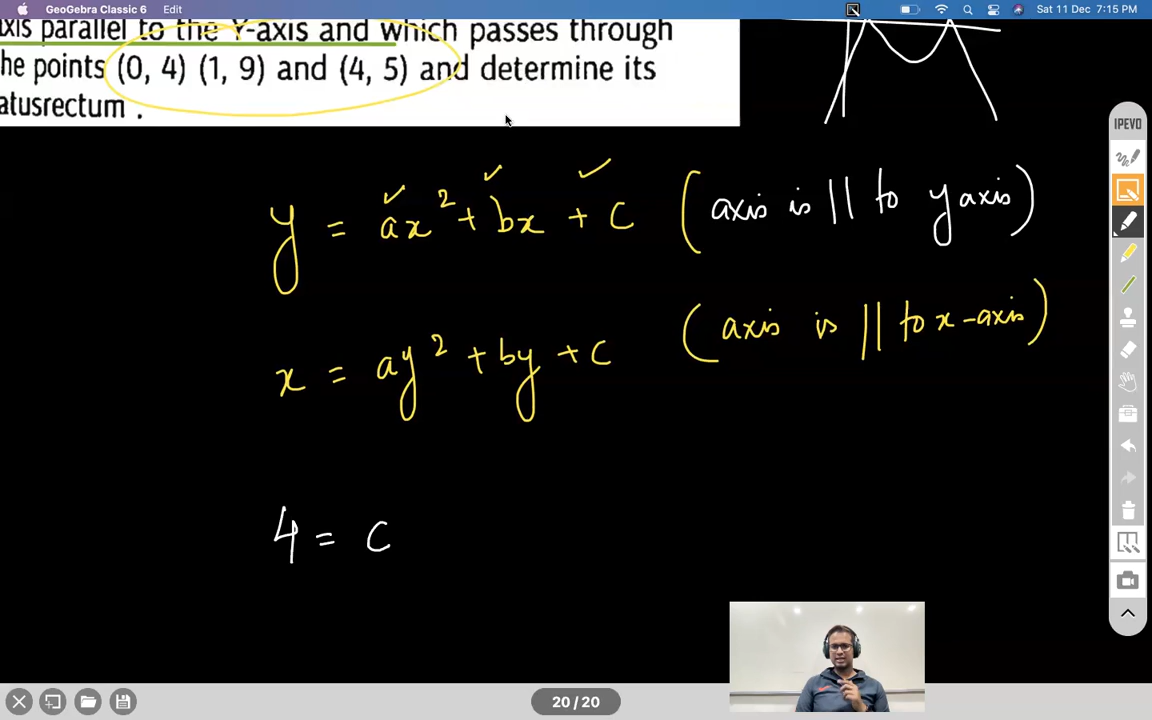 GeoGebra Classic 6 Edit Sat 11 Dec 7:15 PM
xis parallel to the Y-axis and which passes through
he points (0, 4) (1, 9) and (4, 5) and determine its
atusrectum .
IPEVO
y = ax² + bx + c (axis is || to y axis)
x = ay² + by + c (axis is || to x-axis)
4 = c
20 / 20